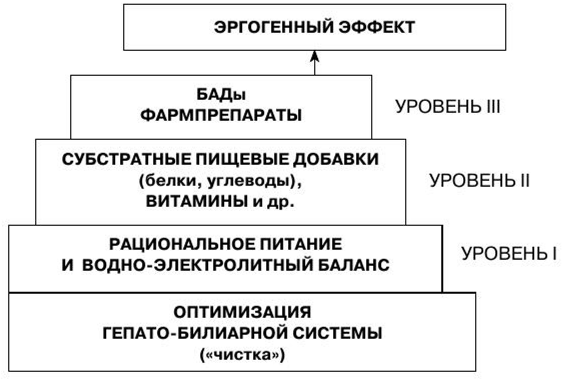 ЭРГОГЕННЫЙ ЭФФЕКТ
БАДы
ФАРМПРЕПАРАТЫ
УРОВЕНЬ III
СУБСТРАТНЫЕ ПИЩЕВЫЕ ДОБАВКИ
(белки, углеводы),
ВИТАМИНЫ и др.
УРОВЕНЬ II
РАЦИОНАЛЬНОЕ ПИТАНИЕ
И ВОДНО-ЭЛЕКТРОЛИТНЫЙ БАЛАНС
УРОВЕНЬ I
ОПТИМИЗАЦИЯ
ГЕПАТО-БИЛИАРНОЙ СИСТЕМЫ
(«чистка»)